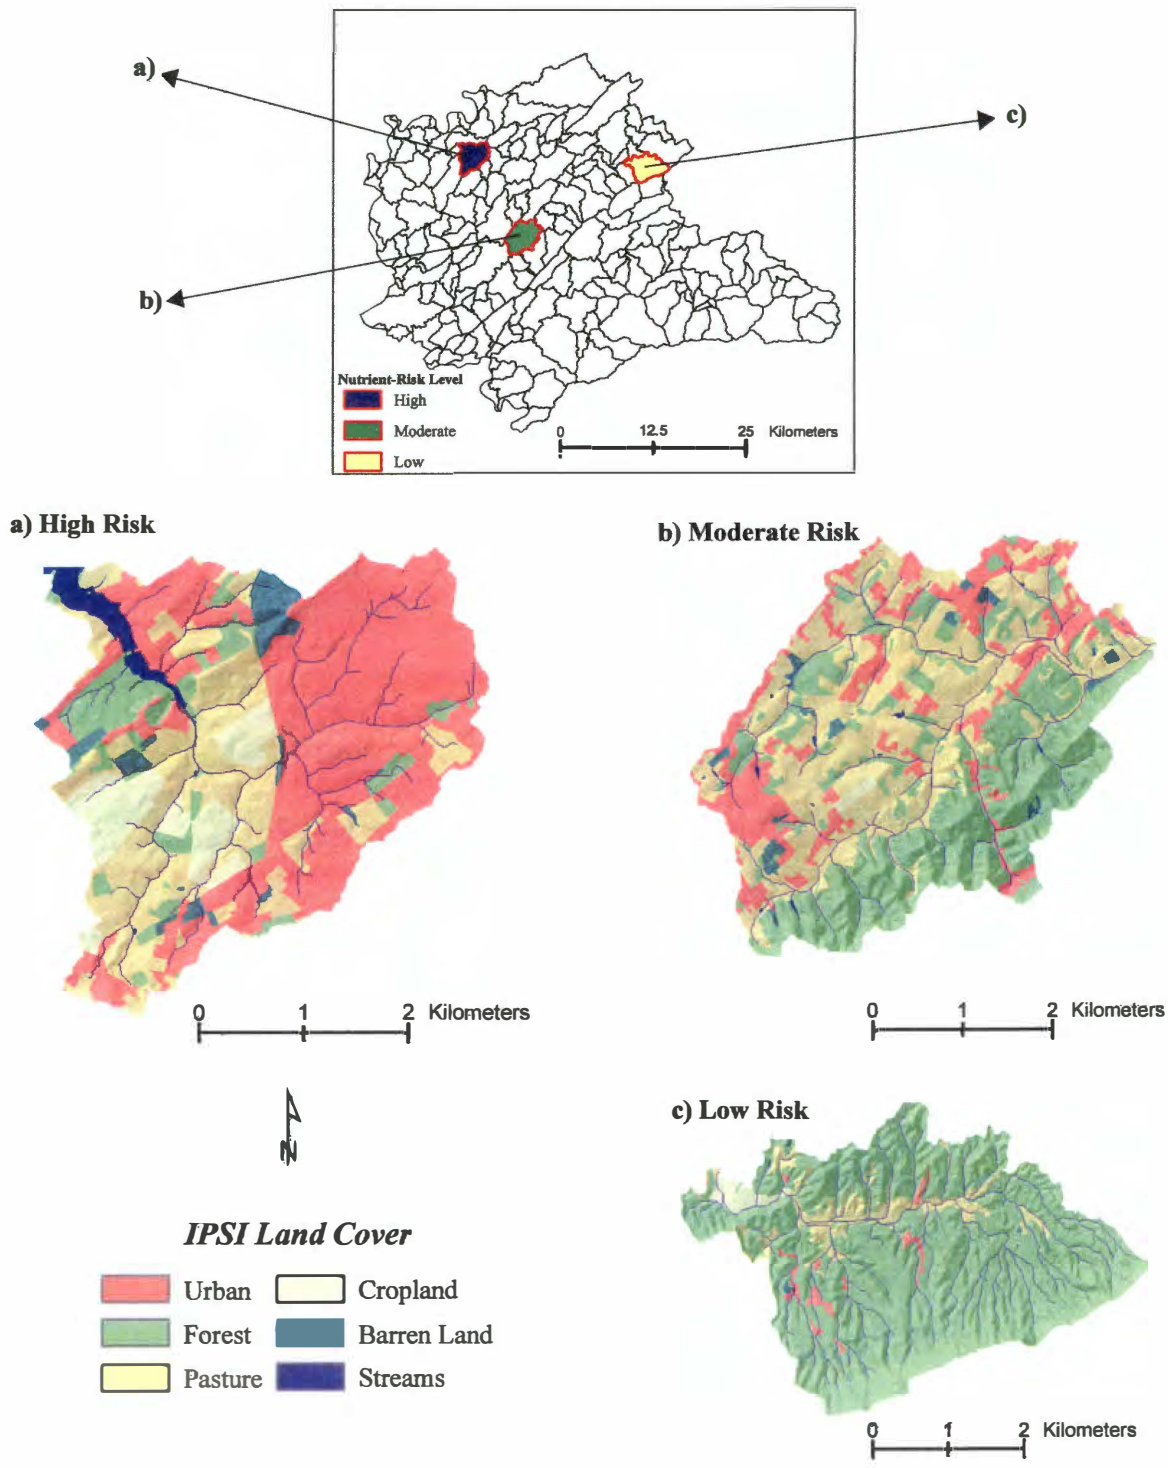 a)
c)
b)
Nutrient-Risk Level
High
Moderate
Low
0 12.5 25 Kilometers
a) High Risk
b) Moderate Risk
0 1 2 Kilometers
0 1 2 Kilometers
N
c) Low Risk
IPSI Land Cover
Urban Cropland
Forest Barren Land
Pasture Streams
0 1 2 Kilometers